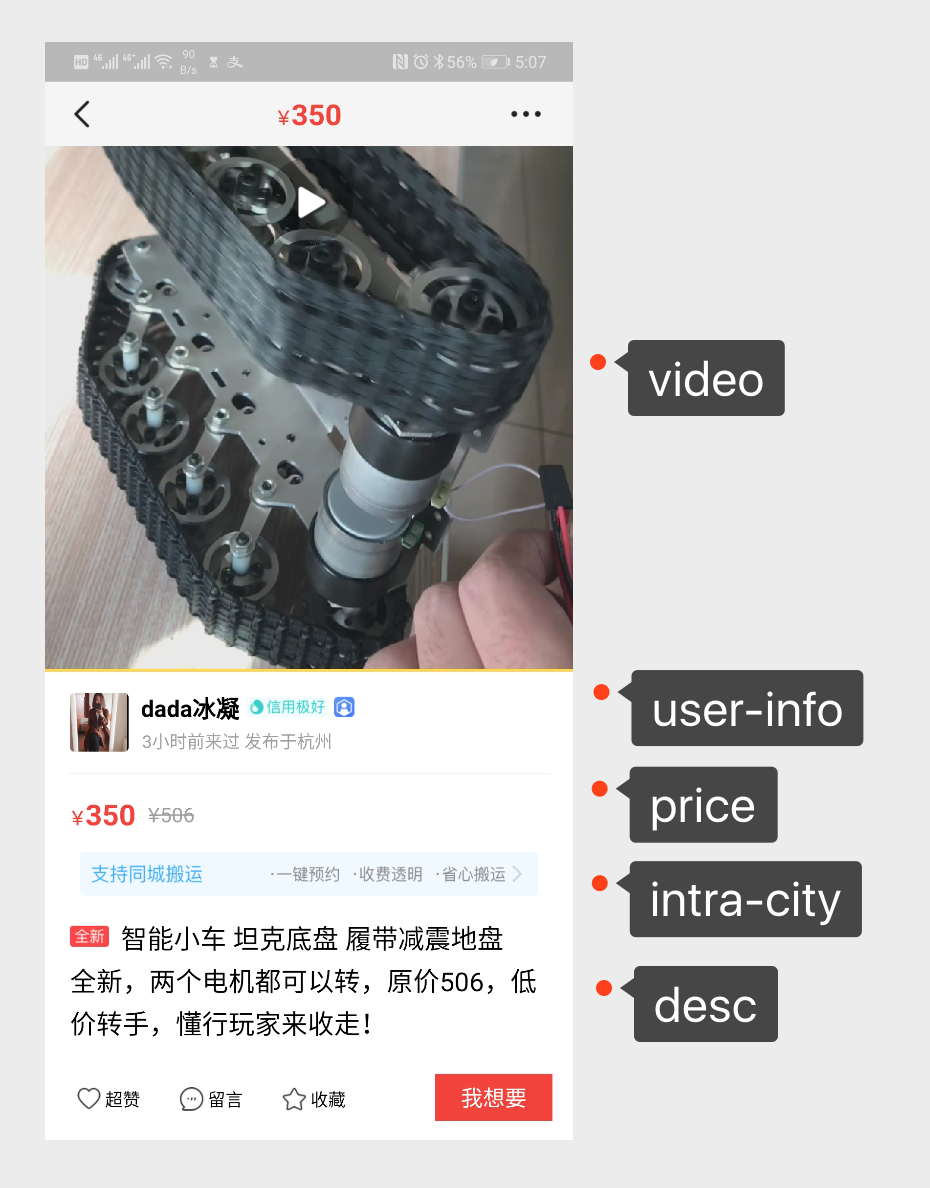 HD 4G 4G+ 90 B/s 支 56% 5:07
¥350
video
dada冰凝 信用极好
3小时前来过 发布于杭州
user-info
¥350 ¥506
price
支持同城搬运 ·一键预约 ·收费透明 ·省心搬运
intra-city
全新 智能小车 坦克底盘 履带减震地盘
全新，两个电机都可以转，原价506，低
价转手，懂行玩家来收走！
desc
超赞 留言 收藏 我想要